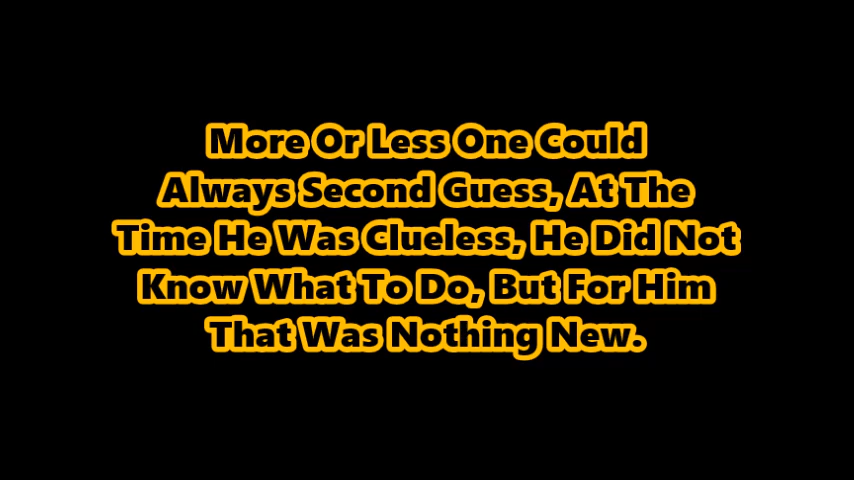 More Or Less One Could
Always Second Guess, At The
Time He Was Clueless, He Did Not
Know What To Do, But For Him
That Was Nothing New.